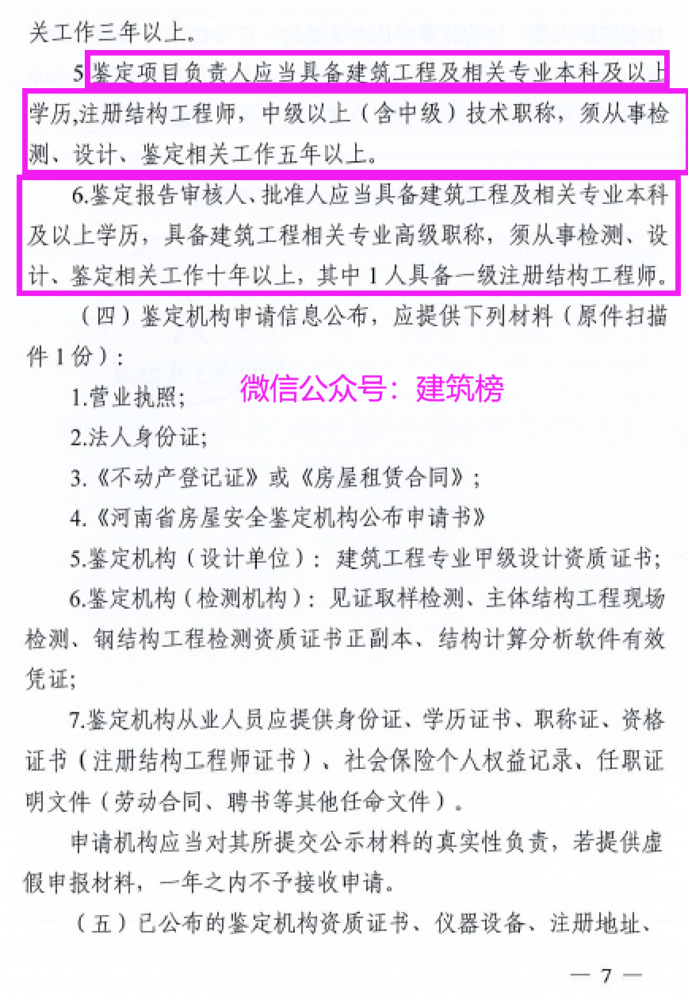 关工作三年以上。
5.鉴定项目负责人应当具备建筑工程及相关专业本科及以上
学历,注册结构工程师，中级以上（含中级）技术职称，须从事检
测、设计、鉴定相关工作五年以上。
6.鉴定报告审核人、批准人应当具备建筑工程及相关专业本科
及以上学历，具备建筑工程相关专业高级职称，须从事检测、设
计、鉴定相关工作十年以上，其中1人具备一级注册结构工程师。
（四）鉴定机构申请信息公布，应提供下列材料（原件扫描
件1份）：
微信公众号：建筑榜
1.营业执照;
2.法人身份证;
3.《不动产登记证》或《房屋租赁合同》;
4.《河南省房屋安全鉴定机构公布申请书》
5.鉴定机构（设计单位）：建筑工程专业甲级设计资质证书;
6.鉴定机构（检测机构）：见证取样检测、主体结构工程现场
检测、钢结构工程检测资质证书正副本、结构计算分析软件有效
凭证;
7.鉴定机构从业人员应提供身份证、学历证书、职称证、资格
证书（注册结构工程师证书）、社会保险个人权益记录、任职证
明文件（劳动合同、聘书等其他任命文件）。
申请机构应当对其所提交公示材料的真实性负责，若提供虚
假申报材料，一年之内不予接收申请。
（五）已公布的鉴定机构资质证书、仪器设备、注册地址、
— 7 —